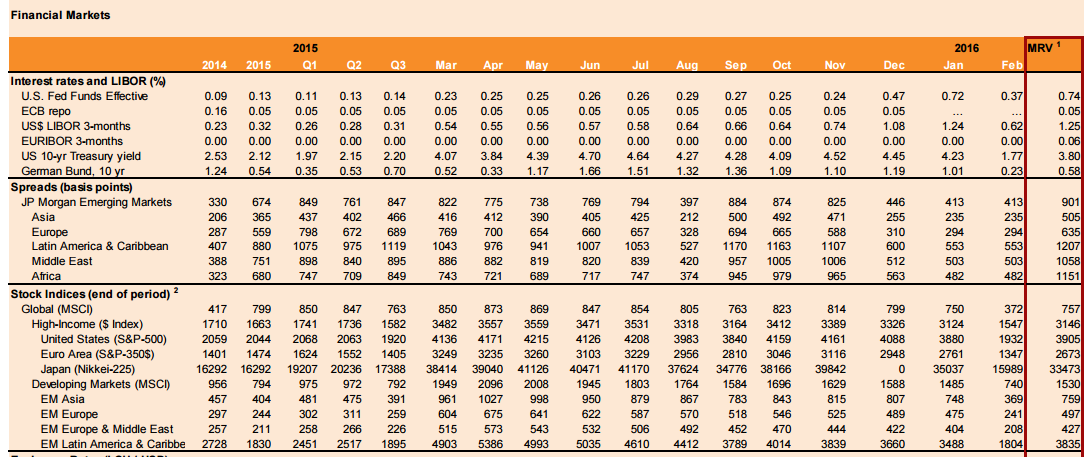 Financial Markets
2015 2016 MRV 1
2014 2015 Q1 Q2 Q3 Mar Apr May Jun Jul Aug Sep Oct Nov Dec Jan Feb
Interest rates and LIBOR (%)
U.S. Fed Funds Effective 0.09 0.13 0.11 0.13 0.14 0.23 0.25 0.25 0.26 0.26 0.29 0.27 0.25 0.24 0.47 0.72 0.37 0.74
ECB repo 0.16 0.05 0.05 0.05 0.05 0.05 0.05 0.05 0.05 0.05 0.05 0.05 0.05 0.05 0.05 ... ... 0.05
US$ LIBOR 3-months 0.23 0.32 0.26 0.28 0.31 0.54 0.55 0.56 0.57 0.58 0.64 0.66 0.64 0.74 1.08 1.24 0.62 1.25
EURIBOR 3-months 0.00 0.00 0.00 0.00 0.00 0.00 0.00 0.00 0.00 0.00 0.00 0.00 0.00 0.00 0.00 0.00 0.00 0.06
US 10-yr Treasury yield 2.53 2.12 1.97 2.15 2.20 4.07 3.84 4.39 4.70 4.64 4.27 4.28 4.09 4.52 4.45 4.23 1.77 3.80
German Bund, 10 yr 1.24 0.54 0.35 0.53 0.70 0.52 0.33 1.17 1.66 1.51 1.32 1.36 1.09 1.10 1.19 1.01 0.23 0.58
Spreads (basis points)
JP Morgan Emerging Markets 330 674 849 761 847 822 775 738 769 794 397 884 874 825 446 413 413 901
Asia 206 365 437 402 466 416 412 390 405 425 212 500 492 471 255 235 235 505
Europe 287 559 798 672 689 769 700 654 660 657 328 694 665 588 310 294 294 635
Latin America & Caribbean 407 880 1075 975 1119 1043 976 941 1007 1053 527 1170 1163 1107 600 553 553 1207
Middle East 388 751 898 840 895 886 882 819 820 839 420 957 1005 1006 512 503 503 1058
Africa 323 680 747 709 849 743 721 689 717 747 374 945 979 965 563 482 482 1151
Stock Indices (end of period) 2
Global (MSCI) 417 799 850 847 763 850 873 869 847 854 805 763 823 814 799 750 372 757
High-Income ($ Index) 1710 1663 1741 1736 1582 3482 3557 3559 3471 3531 3318 3164 3412 3389 3326 3124 1547 3146
United States (S&P-500) 2059 2044 2068 2063 1920 4136 4171 4215 4126 4208 3983 3840 4159 4161 4088 3880 1932 3905
Euro Area (S&P-350$) 1401 1474 1624 1552 1405 3249 3235 3260 3103 3229 2956 2810 3046 3116 2948 2761 1347 2673
Japan (Nikkei-225) 16292 16292 19207 20236 17388 38414 39040 41126 40471 41170 37624 34776 38166 39842 0 35037 15989 33473
Developing Markets (MSCI) 956 794 975 972 792 1949 2096 2008 1945 1803 1764 1584 1696 1629 1588 1485 740 1530
EM Asia 457 404 481 475 391 961 1027 998 950 879 867 783 843 815 807 748 369 759
EM Europe 297 244 302 311 259 604 675 641 622 587 570 518 546 525 489 475 241 497
EM Europe & Middle East 257 211 258 266 226 515 573 543 532 506 492 452 470 444 422 404 208 427
EM Latin America & Caribbe 2728 1830 2451 2517 1895 4903 5386 4993 5035 4610 4412 3789 4014 3839 3660 3488 1804 3835